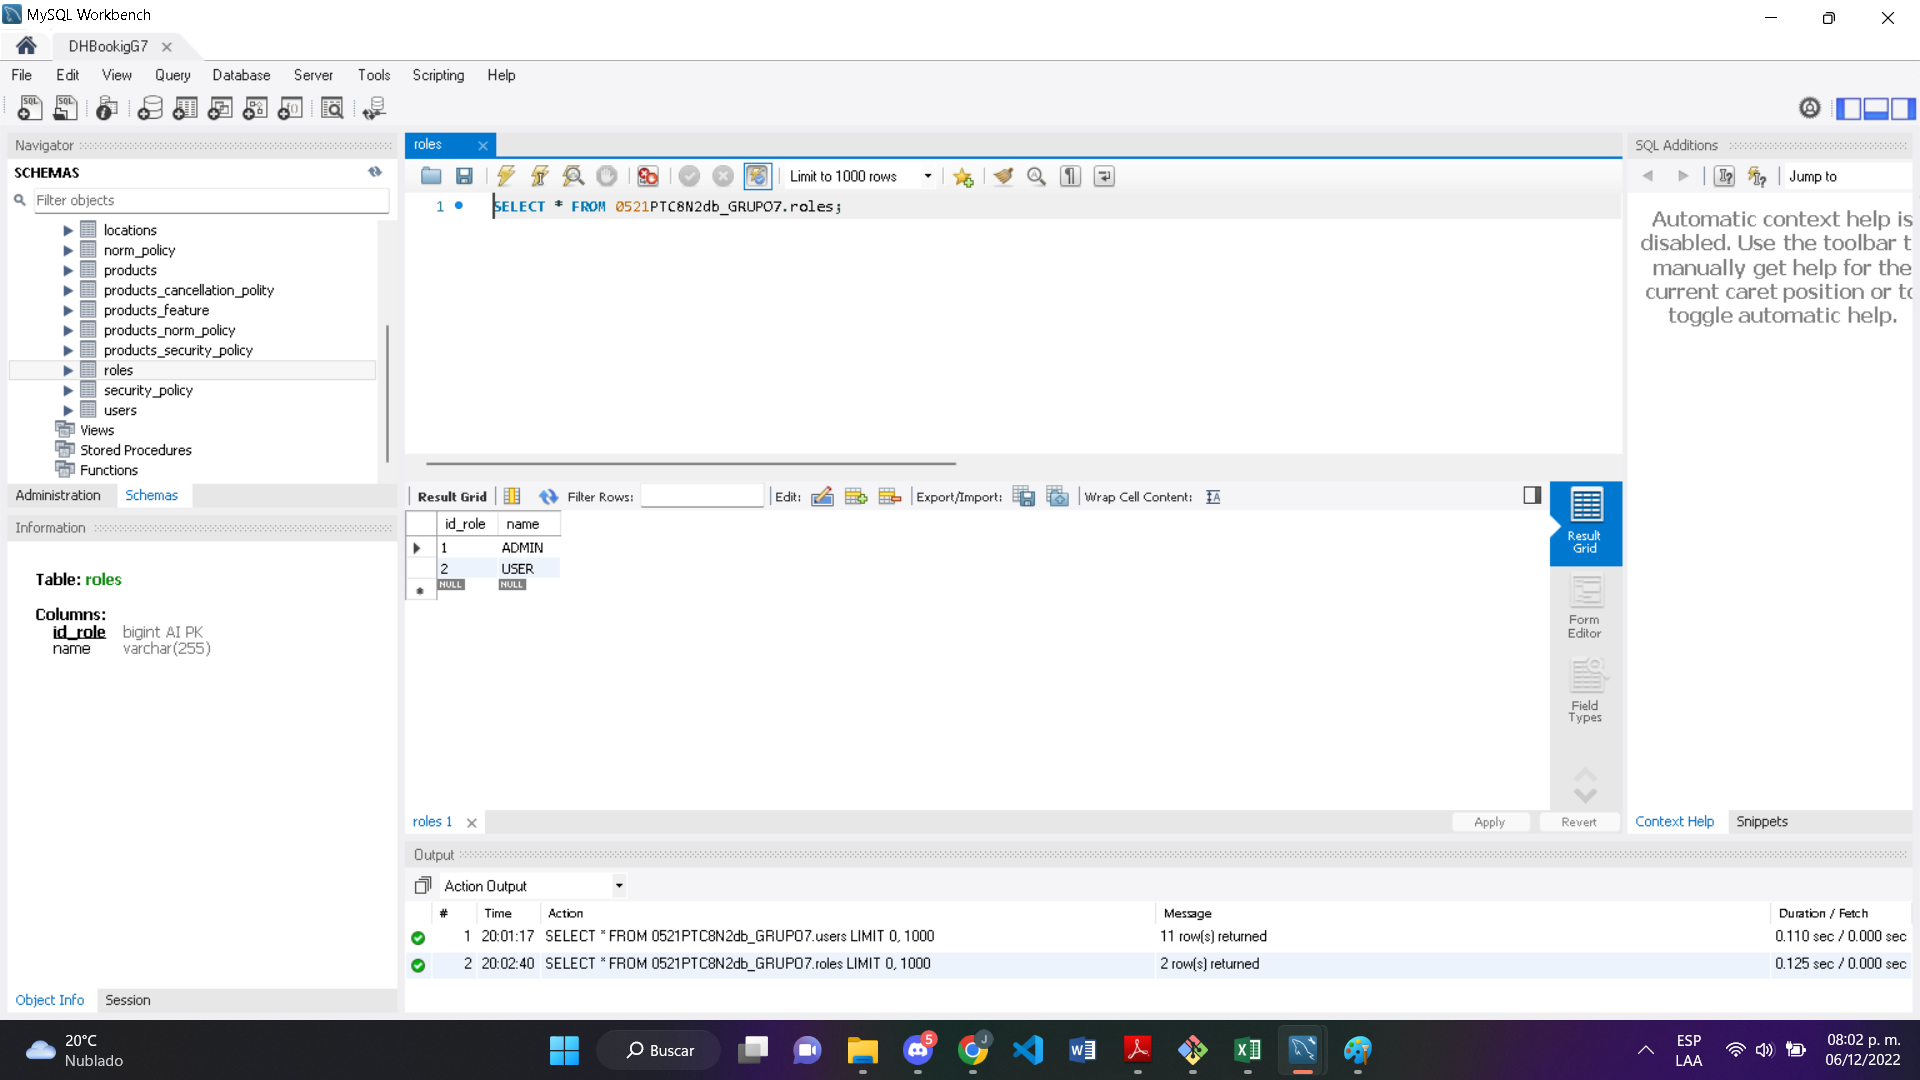 MySQL Workbench
DHBookigG7
File Edit View Query Database Server Tools Scripting Help
Navigator
SCHEMAS
Filter objects
locations
norm_policy
products
products_cancellation_polity
products_feature
products_norm_policy
products_security_policy
roles
security_policy
users
Views
Stored Procedures
Functions
Administration Schemas
Information
Table: roles
Columns:
id_role bigint AI PK
name varchar(255)
Object Info Session
roles
Limit to 1000 rows
1 SELECT * FROM 0521PTC8N2db_GRUPO7.roles;
Result Grid Filter Rows: Edit: Export/Import: Wrap Cell Content:
id_role name
1 ADMIN
2 USER
NULL NULL
Result Grid
Form Editor
Field Types
roles 1
Apply Revert
SQL Additions
Jump to
Automatic context help is
disabled. Use the toolbar t
manually get help for the
current caret position or to
toggle automatic help.
Context Help Snippets
Output
Action Output
# Time Action Message Duration / Fetch
1 20:01:17 SELECT * FROM 0521PTC8N2db_GRUPO7.users LIMIT 0, 1000 11 row(s) returned 0.110 sec / 0.000 sec
2 20:02:40 SELECT * FROM 0521PTC8N2db_GRUPO7.roles LIMIT 0, 1000 2 row(s) returned 0.125 sec / 0.000 sec
20°C
Nublado
Buscar
5
J
ESP
LAA
08:02 p. m.
06/12/2022